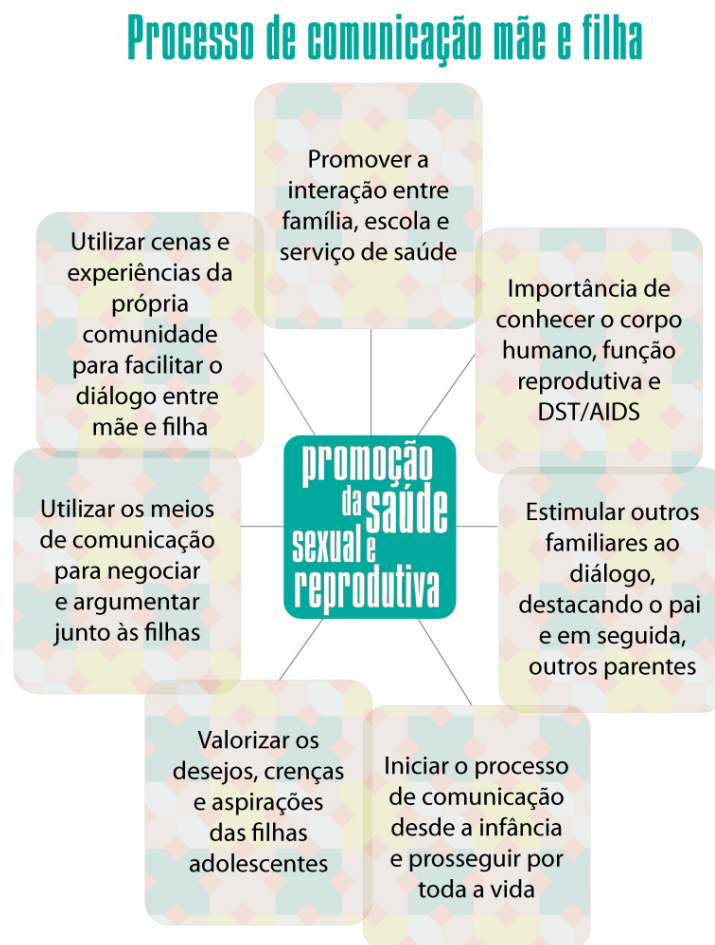 Processo de comunicação mãe e filha
Promover a
interação entre
família, escola e
serviço de saúde
Importância de
conhecer o corpo
humano, função
reprodutiva e
DST/AIDS
Estimular outros
familiares ao
diálogo,
destacando o pai
e em seguida,
outros parentes
Iniciar o processo
de comunicação
desde a infância
e prosseguir por
toda a vida
Valorizar os
desejos, crenças
e aspirações
das filhas
adolescentes
Utilizar os meios
de comunicação
para negociar
e argumentar
junto às filhas
Utilizar cenas e
experiências da
própria
comunidade
para facilitar o
diálogo entre
mãe e filha
promoção
da saúde
sexual e
reprodutiva